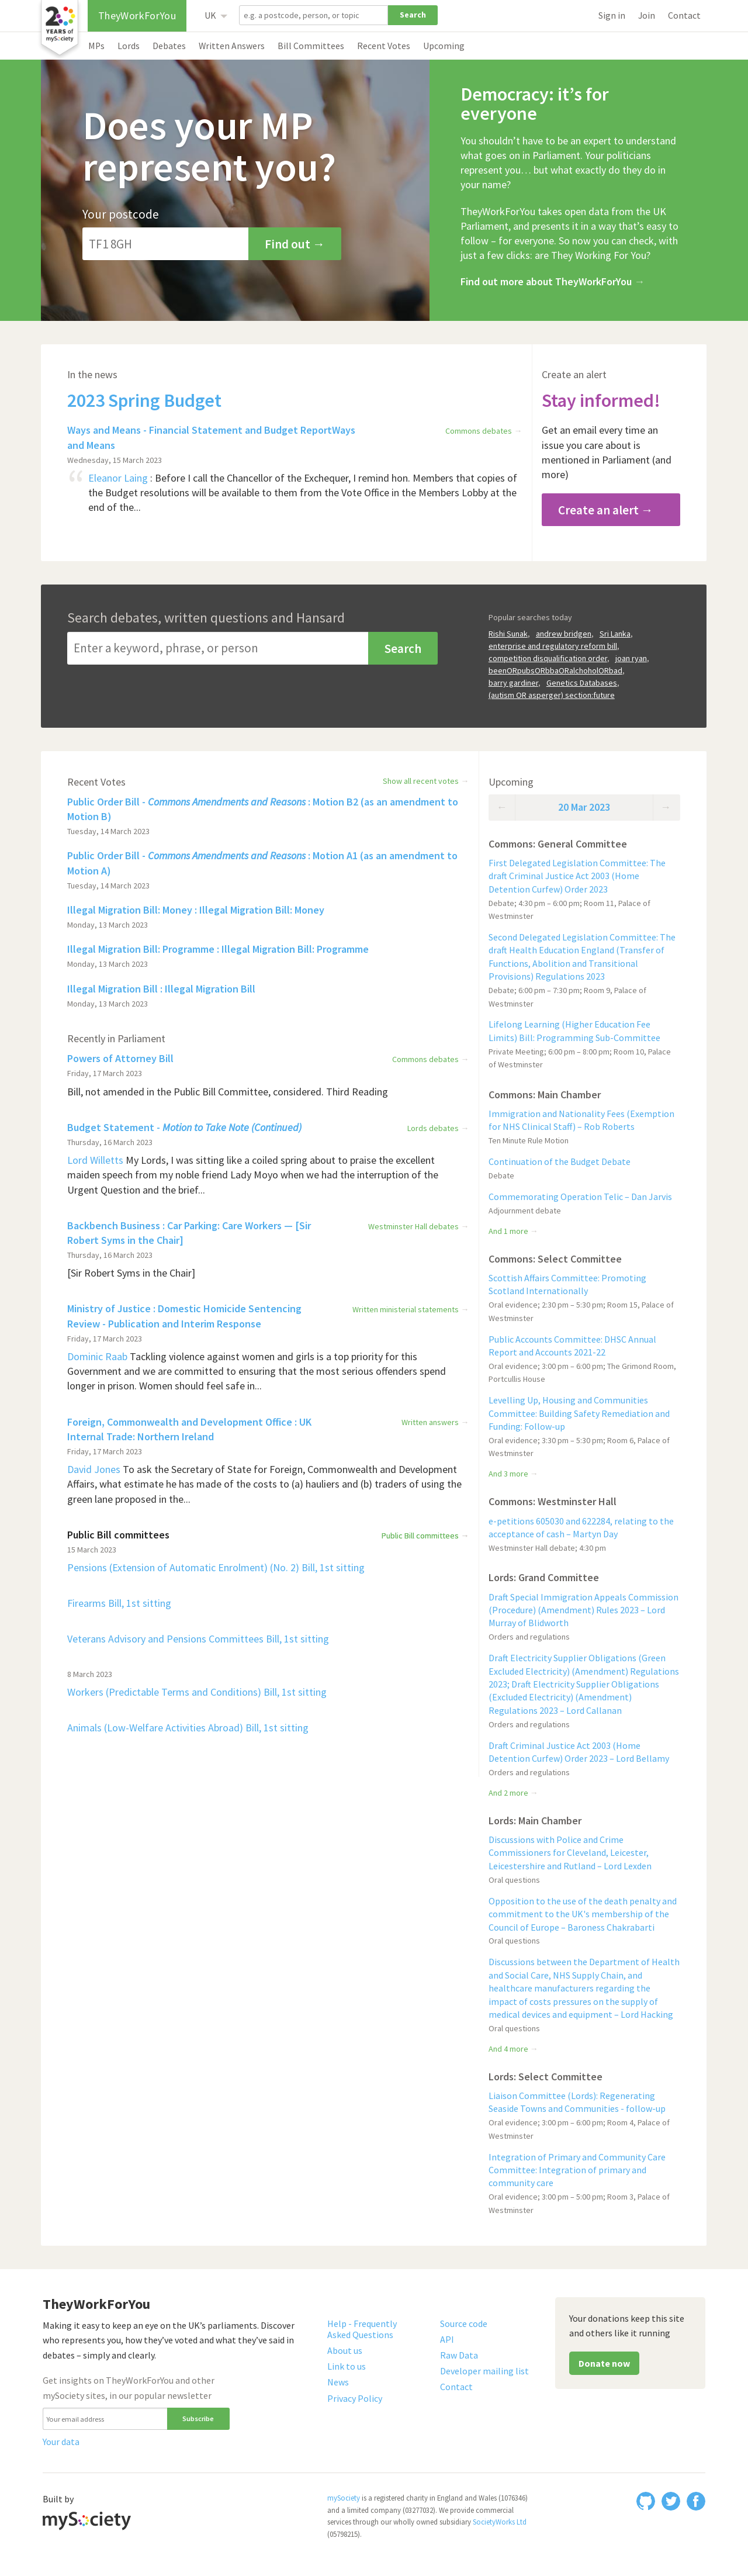 20
YEARS of
mySociety
TheyWorkForYou
UK
e.g. a postcode, person, or topic
Search
Sign in
Join
Contact
MPs
Lords
Debates
Written Answers
Bill Committees
Recent Votes
Upcoming
Does your MP
represent you?
Your postcode
TF1 8GH
Find out →
Democracy: it’s for
everyone
You shouldn’t have to be an expert to understand
what goes on in Parliament. Your politicians
represent you… but what exactly do they do in
your name?
TheyWorkForYou takes open data from the UK
Parliament, and presents it in a way that’s easy to
follow – for everyone. So now you can check, with
just a few clicks: are They Working For You?
Find out more about TheyWorkForYou →
In the news
2023 Spring Budget
Ways and Means - Financial Statement and Budget ReportWays
and Means
Commons debates →
Wednesday, 15 March 2023
“ Eleanor Laing : Before I call the Chancellor of the Exchequer, I remind hon. Members that copies of
the Budget resolutions will be available to them from the Vote Office in the Members Lobby at the
end of the...
Create an alert
Stay informed!
Get an email every time an
issue you care about is
mentioned in Parliament (and
more)
Create an alert →
Search debates, written questions and Hansard
Enter a keyword, phrase, or person
Search
Popular searches today
Rishi Sunak, andrew bridgen, Sri Lanka,
enterprise and regulatory reform bill,
competition disqualification order, joan ryan,
beenORpubsORbbaORalchoholORbad,
barry gardiner, Genetics Databases,
(autism OR asperger) section:future
Recent Votes
Show all recent votes →
Public Order Bill - Commons Amendments and Reasons : Motion B2 (as an amendment to
Motion B)
Tuesday, 14 March 2023
Public Order Bill - Commons Amendments and Reasons : Motion A1 (as an amendment to
Motion A)
Tuesday, 14 March 2023
Illegal Migration Bill: Money : Illegal Migration Bill: Money
Monday, 13 March 2023
Illegal Migration Bill: Programme : Illegal Migration Bill: Programme
Monday, 13 March 2023
Illegal Migration Bill : Illegal Migration Bill
Monday, 13 March 2023
Recently in Parliament
Powers of Attorney Bill
Commons debates →
Friday, 17 March 2023
Bill, not amended in the Public Bill Committee, considered. Third Reading
Budget Statement - Motion to Take Note (Continued)
Lords debates →
Thursday, 16 March 2023
Lord Willetts My Lords, I was sitting like a coiled spring about to praise the excellent
maiden speech from my noble friend Lady Moyo when we had the interruption of the
Urgent Question and the brief...
Backbench Business : Car Parking: Care Workers — [Sir
Robert Syms in the Chair]
Westminster Hall debates →
Thursday, 16 March 2023
[Sir Robert Syms in the Chair]
Ministry of Justice : Domestic Homicide Sentencing
Review - Publication and Interim Response
Written ministerial statements →
Friday, 17 March 2023
Dominic Raab Tackling violence against women and girls is a top priority for this
Government and we are committed to ensuring that the most serious offenders spend
longer in prison. Women should feel safe in...
Foreign, Commonwealth and Development Office : UK
Internal Trade: Northern Ireland
Written answers →
Friday, 17 March 2023
David Jones To ask the Secretary of State for Foreign, Commonwealth and Development
Affairs, what estimate he has made of the costs to (a) hauliers and (b) traders of using the
green lane proposed in the...
Public Bill committees
Public Bill committees →
15 March 2023
Pensions (Extension of Automatic Enrolment) (No. 2) Bill, 1st sitting
Firearms Bill, 1st sitting
Veterans Advisory and Pensions Committees Bill, 1st sitting
8 March 2023
Workers (Predictable Terms and Conditions) Bill, 1st sitting
Animals (Low-Welfare Activities Abroad) Bill, 1st sitting
Upcoming
← 20 Mar 2023 →
Commons: General Committee
First Delegated Legislation Committee: The
draft Criminal Justice Act 2003 (Home
Detention Curfew) Order 2023
Debate; 4:30 pm – 6:00 pm; Room 11, Palace of
Westminster
Second Delegated Legislation Committee: The
draft Health Education England (Transfer of
Functions, Abolition and Transitional
Provisions) Regulations 2023
Debate; 6:00 pm – 7:30 pm; Room 9, Palace of
Westminster
Lifelong Learning (Higher Education Fee
Limits) Bill: Programming Sub-Committee
Private Meeting; 6:00 pm – 8:00 pm; Room 10, Palace
of Westminster
Commons: Main Chamber
Immigration and Nationality Fees (Exemption
for NHS Clinical Staff) – Rob Roberts
Ten Minute Rule Motion
Continuation of the Budget Debate
Debate
Commemorating Operation Telic – Dan Jarvis
Adjournment debate
And 1 more →
Commons: Select Committee
Scottish Affairs Committee: Promoting
Scotland Internationally
Oral evidence; 2:30 pm – 5:30 pm; Room 15, Palace of
Westminster
Public Accounts Committee: DHSC Annual
Report and Accounts 2021-22
Oral evidence; 3:00 pm – 6:00 pm; The Grimond Room,
Portcullis House
Levelling Up, Housing and Communities
Committee: Building Safety Remediation and
Funding: Follow-up
Oral evidence; 3:30 pm – 5:30 pm; Room 6, Palace of
Westminster
And 3 more →
Commons: Westminster Hall
e-petitions 605030 and 622284, relating to the
acceptance of cash – Martyn Day
Westminster Hall debate; 4:30 pm
Lords: Grand Committee
Draft Special Immigration Appeals Commission
(Procedure) (Amendment) Rules 2023 – Lord
Murray of Blidworth
Orders and regulations
Draft Electricity Supplier Obligations (Green
Excluded Electricity) (Amendment) Regulations
2023; Draft Electricity Supplier Obligations
(Excluded Electricity) (Amendment)
Regulations 2023 – Lord Callanan
Orders and regulations
Draft Criminal Justice Act 2003 (Home
Detention Curfew) Order 2023 – Lord Bellamy
Orders and regulations
And 2 more →
Lords: Main Chamber
Discussions with Police and Crime
Commissioners for Cleveland, Leicester,
Leicestershire and Rutland – Lord Lexden
Oral questions
Opposition to the use of the death penalty and
commitment to the UK's membership of the
Council of Europe – Baroness Chakrabarti
Oral questions
Discussions between the Department of Health
and Social Care, NHS Supply Chain, and
healthcare manufacturers regarding the
impact of costs pressures on the supply of
medical devices and equipment – Lord Hacking
Oral questions
And 4 more →
Lords: Select Committee
Liaison Committee (Lords): Regenerating
Seaside Towns and Communities - follow-up
Oral evidence; 3:00 pm – 6:00 pm; Room 4, Palace of
Westminster
Integration of Primary and Community Care
Committee: Integration of primary and
community care
Oral evidence; 3:00 pm – 5:00 pm; Room 3, Palace of
Westminster
TheyWorkForYou
Making it easy to keep an eye on the UK’s parliaments. Discover
who represents you, how they’ve voted and what they’ve said in
debates – simply and clearly.
Get insights on TheyWorkForYou and other
mySociety sites, in our popular newsletter
Your email address
Subscribe
Your data
Help - Frequently
Asked Questions
About us
Link to us
News
Privacy Policy
Source code
API
Raw Data
Developer mailing list
Contact
Your donations keep this site
and others like it running
Donate now
Built by
mySociety
mySociety is a registered charity in England and Wales (1076346)
and a limited company (03277032). We provide commercial
services through our wholly owned subsidiary SocietyWorks Ltd
(05798215).